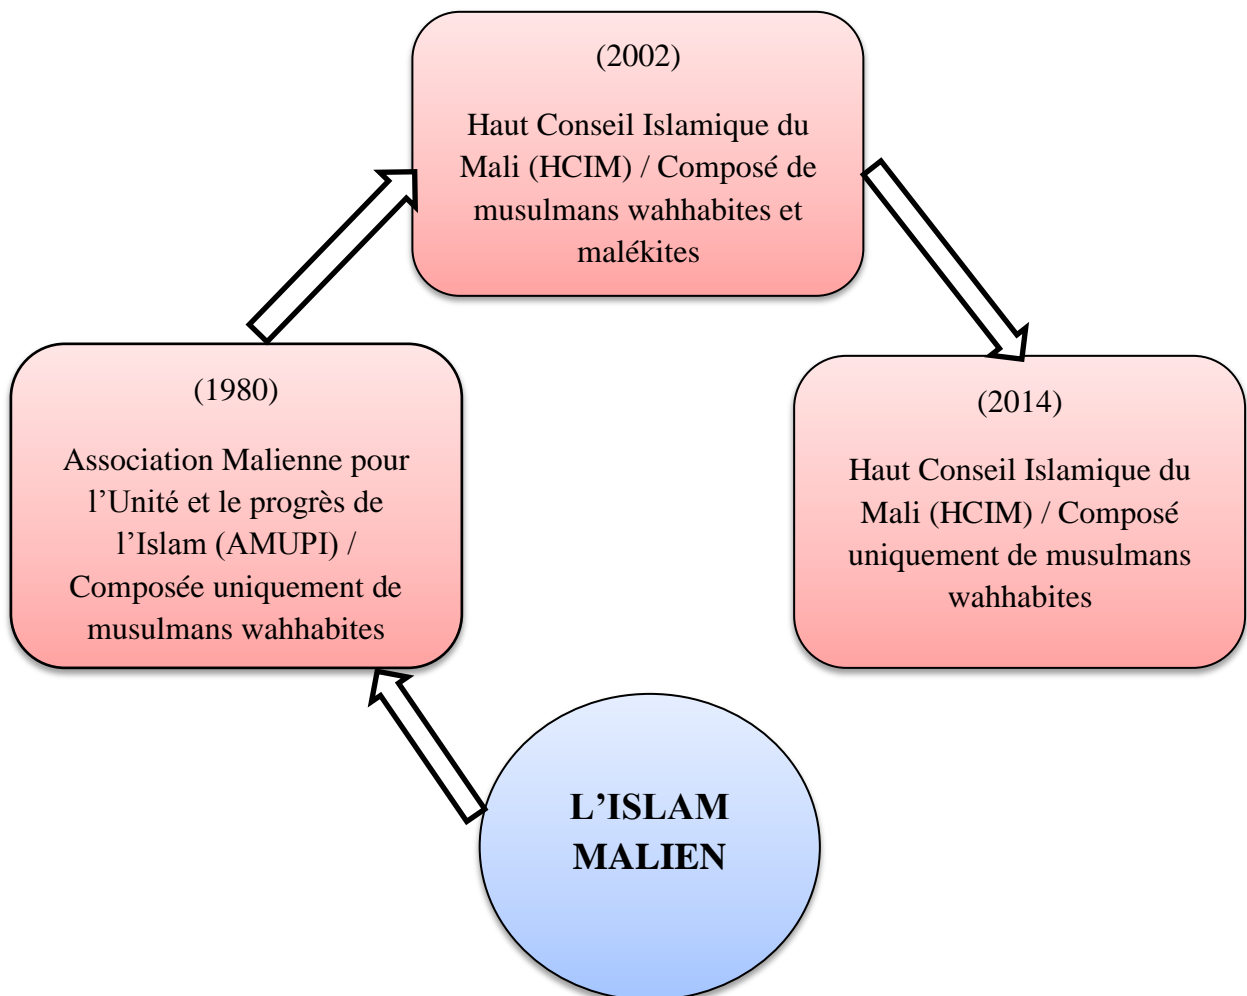 (2002)
Haut Conseil Islamique du
Mali (HCIM) / Composé de
musulmans wahhabites et
malékites
(1980)
Association Malienne pour
l’Unité et le progrès de
l’Islam (AMUPI) /
Composée uniquement de
musulmans wahhabites
(2014)
Haut Conseil Islamique du
Mali (HCIM) / Composé
uniquement de musulmans
wahhabites
L’ISLAM
MALIEN